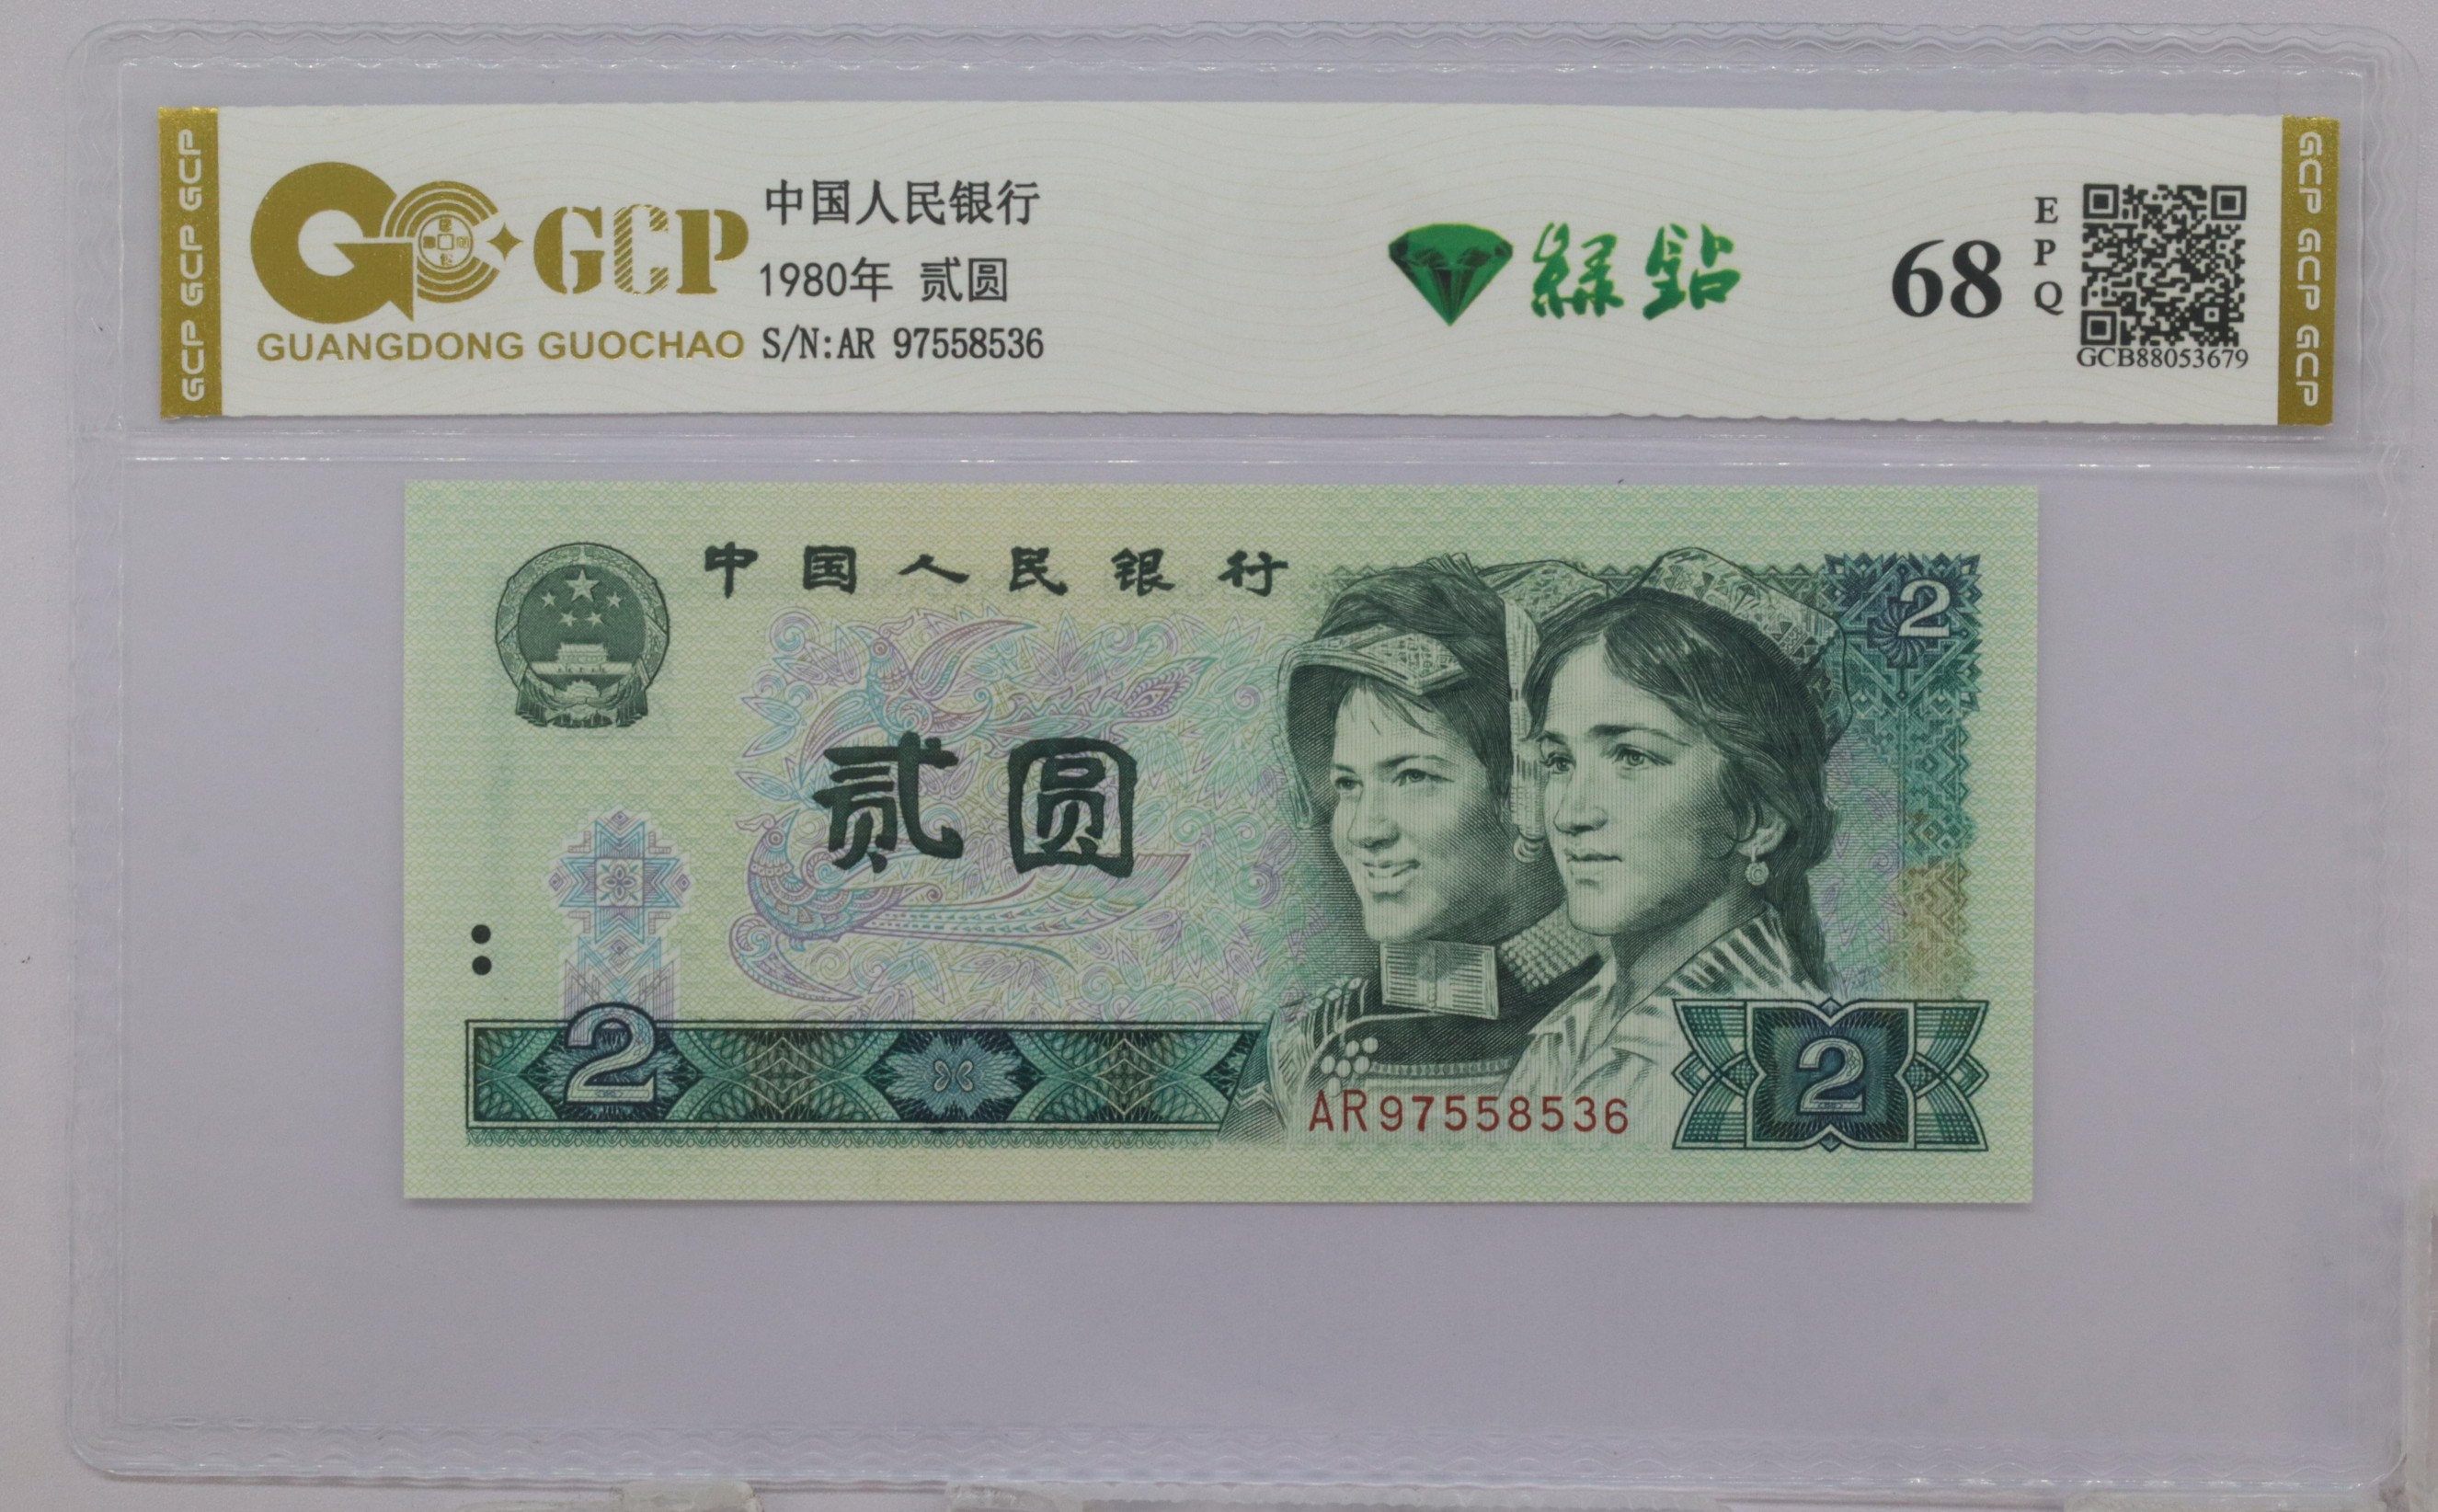 GCP GCP GCP
GCP
GUANGDONG GUOCHAO
中国人民银行
1980年 贰圆
S/N:AR 97558536
綠鉆
68
EPQ
GCB88053679
GCP GCP GCP
中国人民银行
2
贰圆
2
AR97558536
2